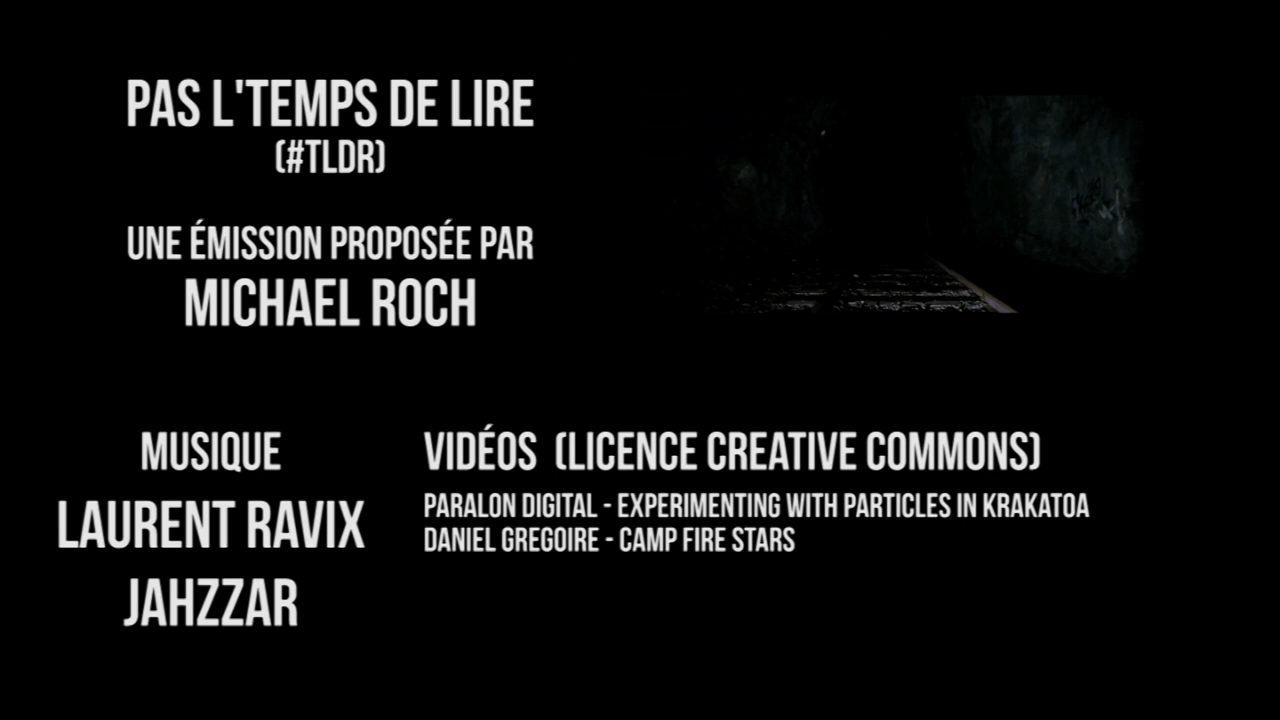 PAS L'TEMPS DE LIRE
(#TLDR)
UNE ÉMISSION PROPOSÉE PAR
MICHAEL ROCH
MUSIQUE
LAURENT RAVIX
JAHZZAR
VIDÉOS (LICENCE CREATIVE COMMONS)
PARALON DIGITAL - EXPERIMENTING WITH PARTICLES IN KRAKATOA
DANIEL GREGOIRE - CAMP FIRE STARS